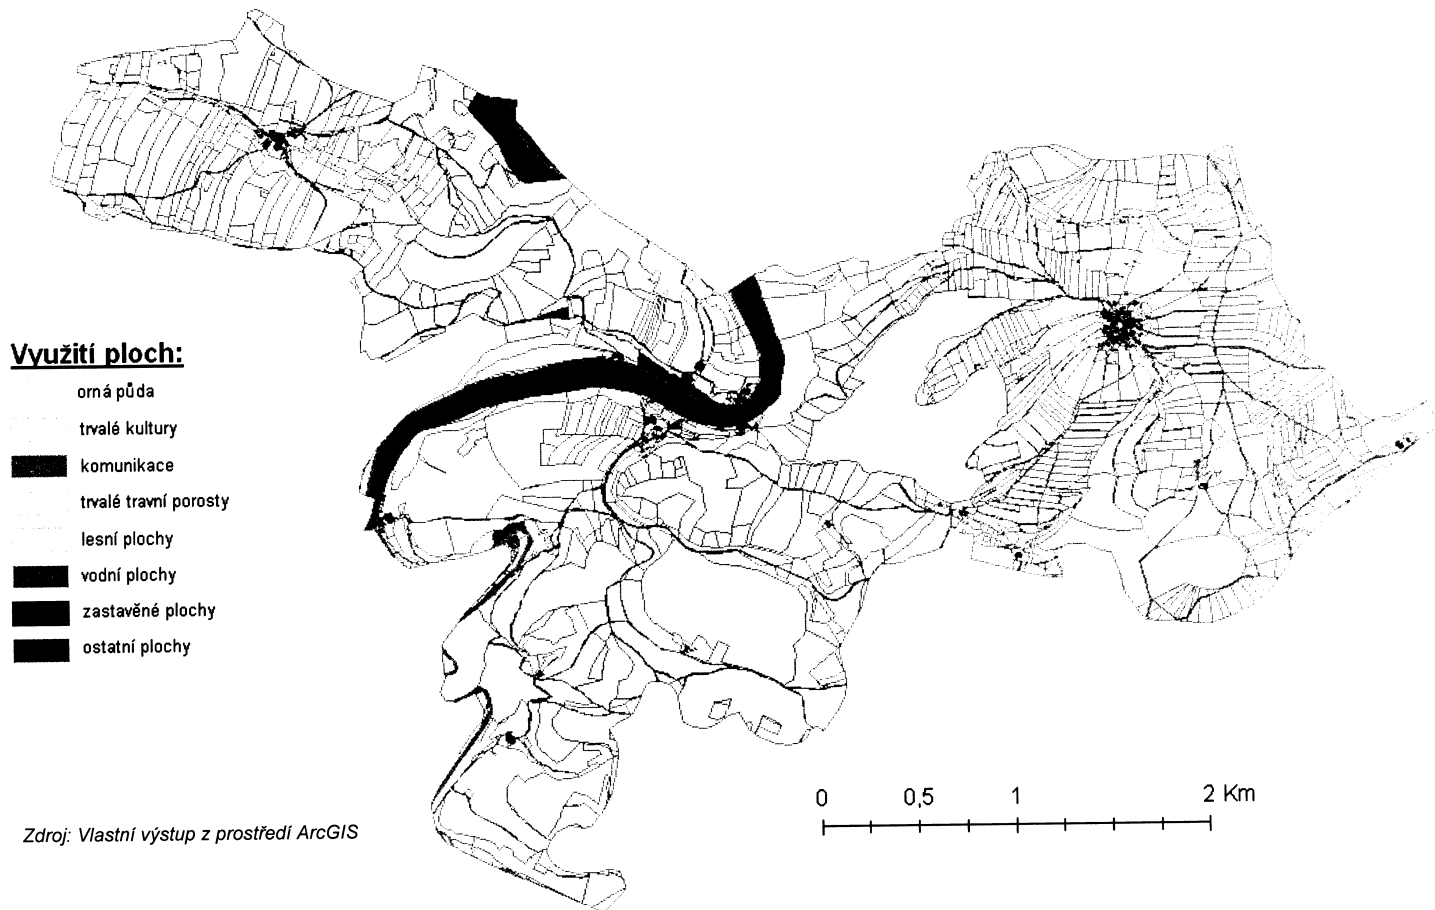 Využití ploch:
orná půda
trvalé kultury
komunikace
trvalé travní porosty
lesní plochy
vodní plochy
zastavěné plochy
ostatní plochy
0 0,5 1 2 Km
Zdroj: Vlastní výstup z prostředí ArcGIS